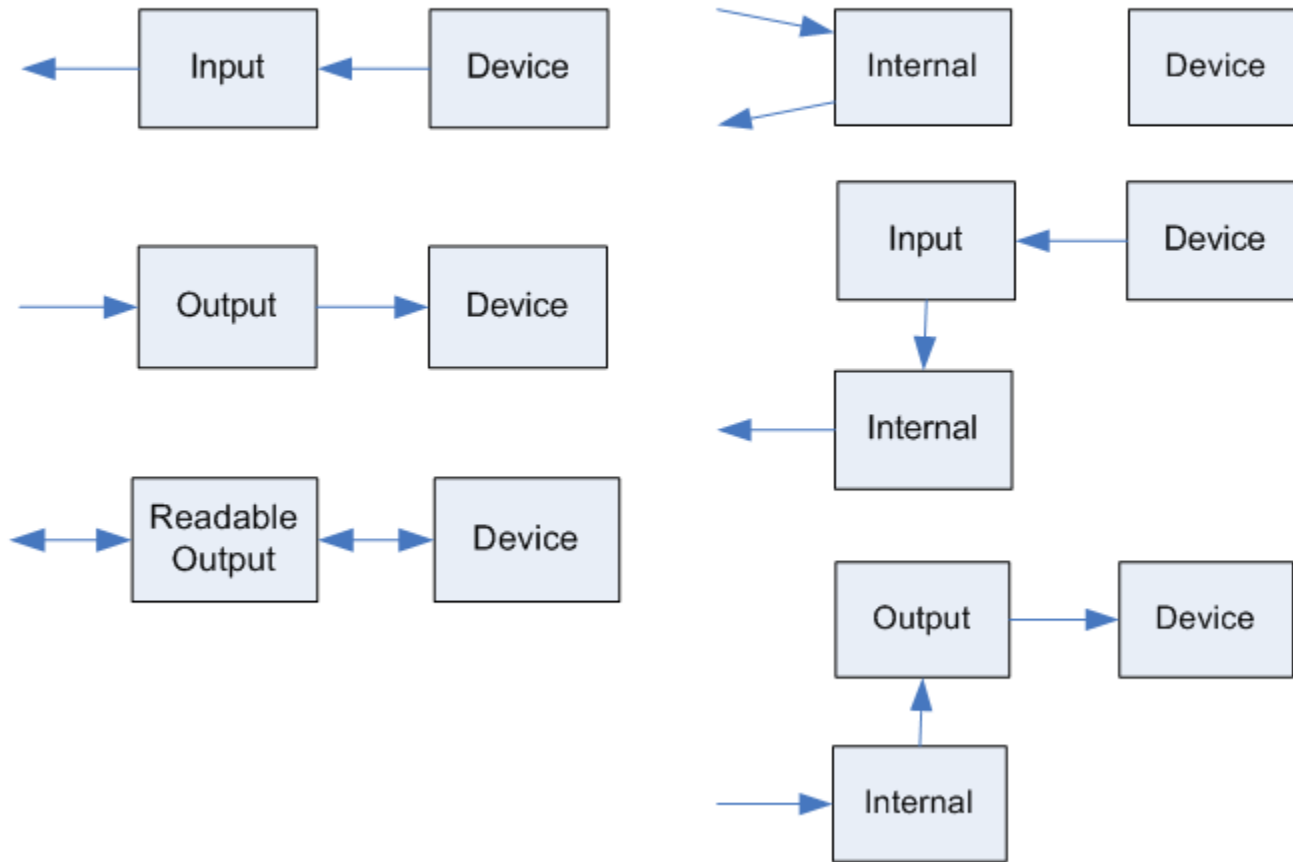 Input
Device
Output
Device
Readable
Output
Device
Internal
Device
Input
Device
Internal
Output
Device
Internal